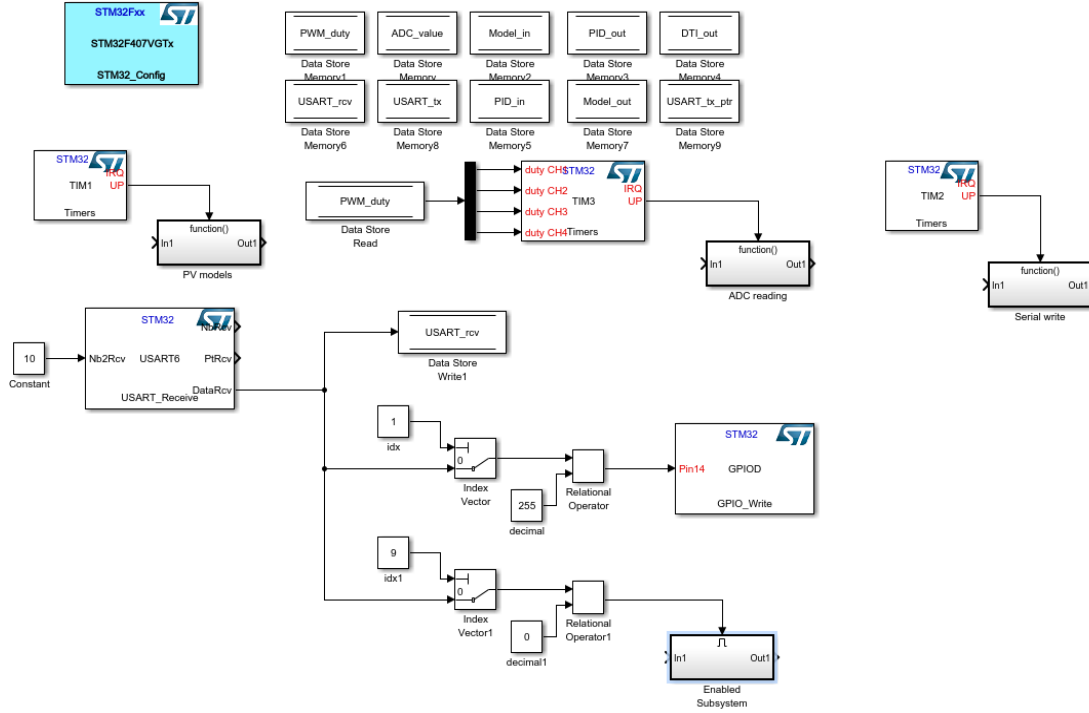 STM32Fxx
STM32F407VGTx
STM32_Config
PWM_duty
Data Store
Memory1
ADC_value
Data Store
Memory
Model_in
Data Store
Memory2
PID_out
Data Store
Memory3
DTI_out
Data Store
Memory4
USART_rcv
Data Store
Memory6
USART_tx
Data Store
Memory8
PID_in
Data Store
Memory5
Model_out
Data Store
Memory7
USART_tx_ptr
Data Store
Memory9
STM32
IRQ
TIM1
UP
Timers
function()
In1
Out1
PV models
PWM_duty
Data Store
Read
duty CH1
STM32
duty CH2
IRQ
TIM3
UP
duty CH3
duty CH4
Timers
function()
In1
Out1
ADC reading
STM32
IRQ
TIM2
UP
Timers
function()
In1
Out1
Serial write
10
Constant
STM32
NbRcv
Nb2Rcv
USART6
PtRcv
DataRcv
USART_Receive
USART_rcv
Data Store
Write1
1
idx
0
Index
Vector
255
decimal
Relational
Operator
STM32
Pin14
GPIOD
GPIO_Write
9
idx1
0
Index
Vector1
0
decimal1
Relational
Operator1
In1
Out1
Enabled
Subsystem